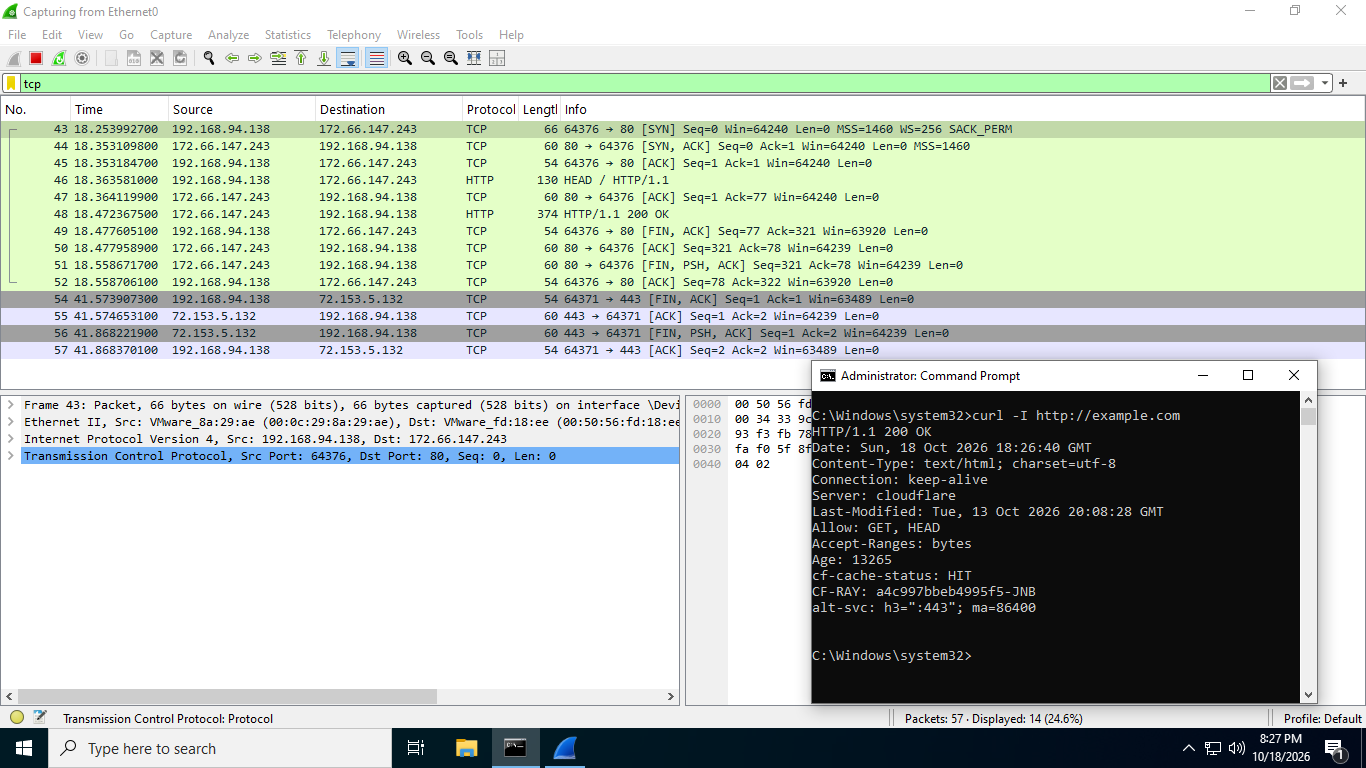 Capturing from Ethernet0
File Edit View Go Capture Analyze Statistics Telephony Wireless Tools Help
tcp
No. Time Source Destination Protocol Lengtl Info
43 18.253992700 192.168.94.138 172.66.147.243 TCP 66 64376 → 80 [SYN] Seq=0 Win=64240 Len=0 MSS=1460 WS=256 SACK_PERM
44 18.353109800 172.66.147.243 192.168.94.138 TCP 60 80 → 64376 [SYN, ACK] Seq=0 Ack=1 Win=64240 Len=0 MSS=1460
45 18.353184700 192.168.94.138 172.66.147.243 TCP 54 64376 → 80 [ACK] Seq=1 Ack=1 Win=64240 Len=0
46 18.363581000 192.168.94.138 172.66.147.243 HTTP 130 HEAD / HTTP/1.1
47 18.364119900 172.66.147.243 192.168.94.138 TCP 60 80 → 64376 [ACK] Seq=1 Ack=77 Win=64240 Len=0
48 18.472367500 172.66.147.243 192.168.94.138 HTTP 374 HTTP/1.1 200 OK
49 18.477605100 192.168.94.138 172.66.147.243 TCP 54 64376 → 80 [FIN, ACK] Seq=77 Ack=321 Win=63920 Len=0
50 18.477958900 172.66.147.243 192.168.94.138 TCP 60 80 → 64376 [ACK] Seq=321 Ack=78 Win=64239 Len=0
51 18.558671700 172.66.147.243 192.168.94.138 TCP 60 80 → 64376 [FIN, PSH, ACK] Seq=321 Ack=78 Win=64239 Len=0
52 18.558706100 192.168.94.138 172.66.147.243 TCP 54 64376 → 80 [ACK] Seq=78 Ack=322 Win=63920 Len=0
54 41.573907300 192.168.94.138 72.153.5.132 TCP 54 64371 → 443 [FIN, ACK] Seq=1 Ack=1 Win=63489 Len=0
55 41.574653100 72.153.5.132 192.168.94.138 TCP 60 443 → 64371 [ACK] Seq=1 Ack=2 Win=64239 Len=0
56 41.868221900 72.153.5.132 192.168.94.138 TCP 60 443 → 64371 [FIN, PSH, ACK] Seq=1 Ack=2 Win=64239 Len=0
57 41.868370100 192.168.94.138 72.153.5.132 TCP 54 64371 → 443 [ACK] Seq=2 Ack=2 Win=63489 Len=0
Frame 43: Packet, 66 bytes on wire (528 bits), 66 bytes captured (528 bits) on interface \Devi
Ethernet II, Src: VMware_8a:29:ae (00:0c:29:8a:29:ae), Dst: VMware_fd:18:ee (00:50:56:fd:18:ee
Internet Protocol Version 4, Src: 192.168.94.138, Dst: 172.66.147.243
Transmission Control Protocol, Src Port: 64376, Dst Port: 80, Seq: 0, Len: 0
0000 00 50 56 fd
0010 00 34 33 9c
0020 93 f3 fb 78
0030 fa f0 5f 8f
0040 04 02
Administrator: Command Prompt
C:\Windows\system32>curl -I http://example.com
HTTP/1.1 200 OK
Date: Sun, 18 Oct 2026 18:26:40 GMT
Content-Type: text/html; charset=utf-8
Connection: keep-alive
Server: cloudflare
Last-Modified: Tue, 13 Oct 2026 20:08:28 GMT
Allow: GET, HEAD
Accept-Ranges: bytes
Age: 13265
cf-cache-status: HIT
CF-RAY: a4c997bbeb4995f5-JNB
alt-svc: h3=":443"; ma=86400
C:\Windows\system32>
Transmission Control Protocol: Protocol
Packets: 57 · Displayed: 14 (24.6%)
Profile: Default
Type here to search
8:27 PM
10/18/2026
1